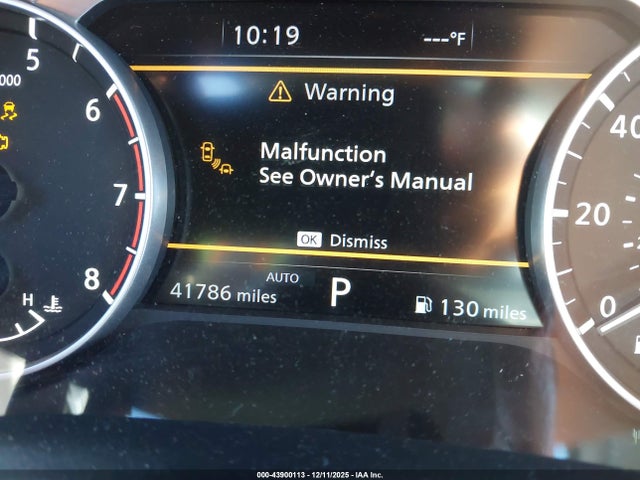 10:19
---°F
Warning
Malfunction
See Owner's Manual
OK Dismiss
41786 miles
AUTO
P
130 miles
5
000
6
7
8
H
40
20
0
000-43900113 - 12/11/2025 - IAA Inc.